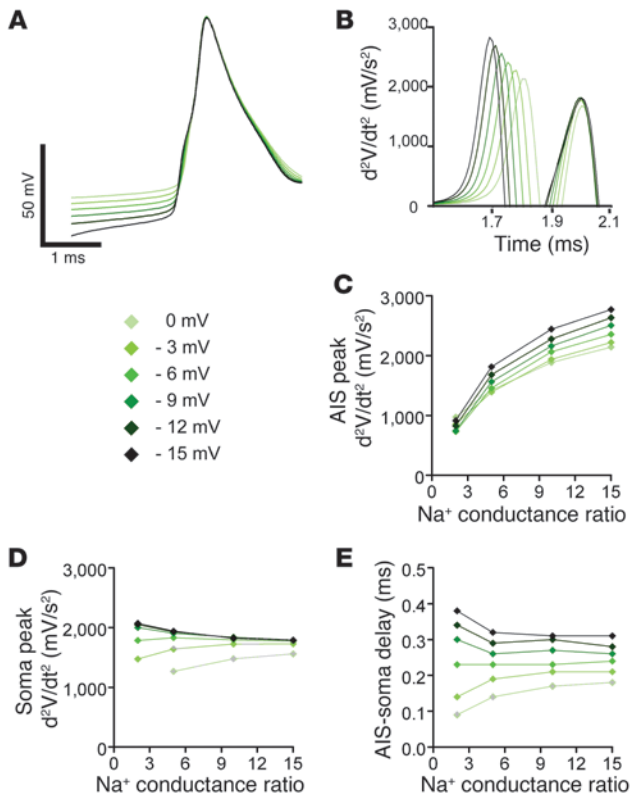 A
50 mV
1 ms
B
d²V/dt² (mV/s²)
3,000
2,000
1,000
0
1.7
1.9
2.1
Time (ms)
0 mV
- 3 mV
- 6 mV
- 9 mV
- 12 mV
- 15 mV
C
AIS peak
d²V/dt² (mV/s²)
3,000
2,000
1,000
0
0 3 6 9 12 15
Na⁺ conductance ratio
D
Soma peak
d²V/dt² (mV/s²)
3,000
2,000
1,000
0
0 3 6 9 12 15
Na⁺ conductance ratio
E
AIS-soma delay (ms)
0.5
0.4
0.3
0.2
0.1
0.0
0 3 6 9 12 15
Na⁺ conductance ratio